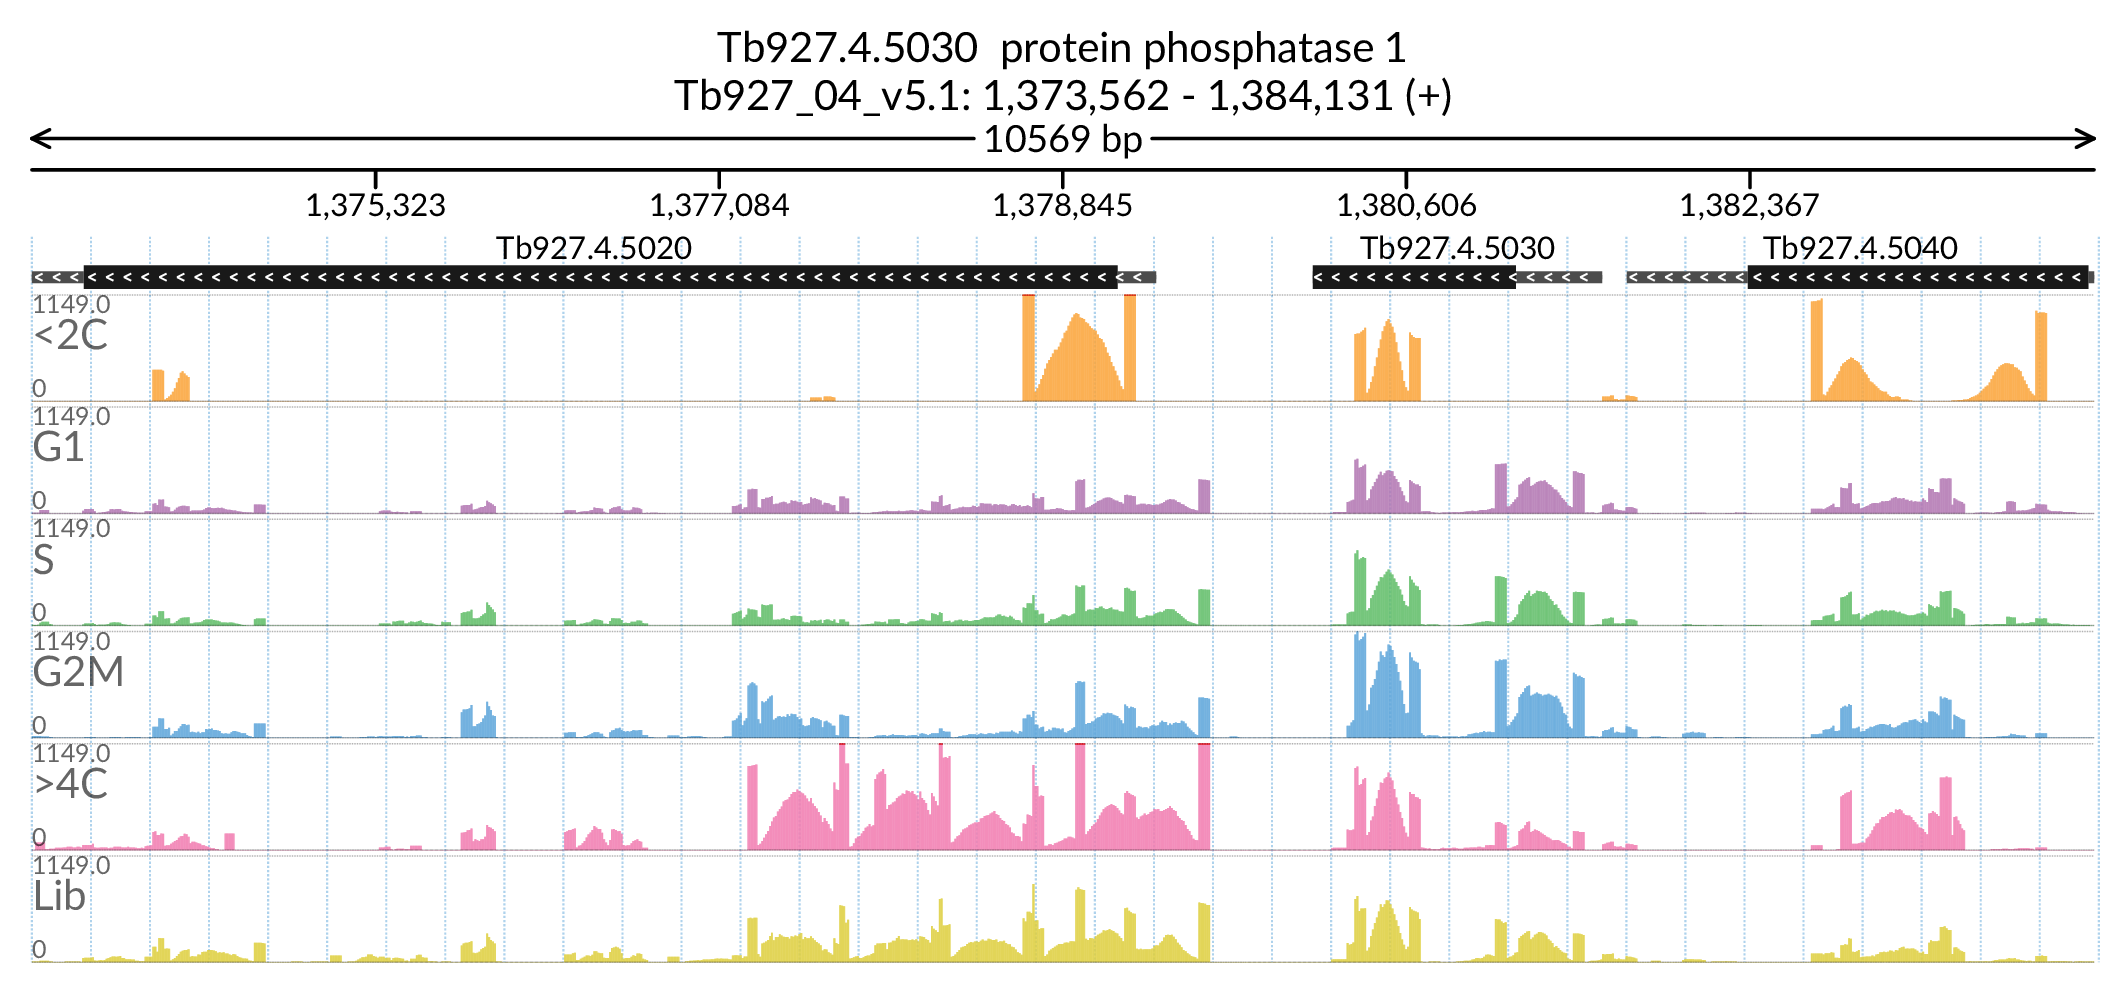 Tb927.4.5030  protein phosphatase 1
Tb927_04_v5.1: 1,373,562 - 1,384,131 (+)
10569 bp
1,375,323 1,377,084 1,378,845 1,380,606 1,382,367
Tb927.4.5020 Tb927.4.5030 Tb927.4.5040
1149.0
<2C
0
1149.0
G1
0
1149.0
S
0
1149.0
G2M
0
1149.0
>4C
0
1149.0
Lib
0